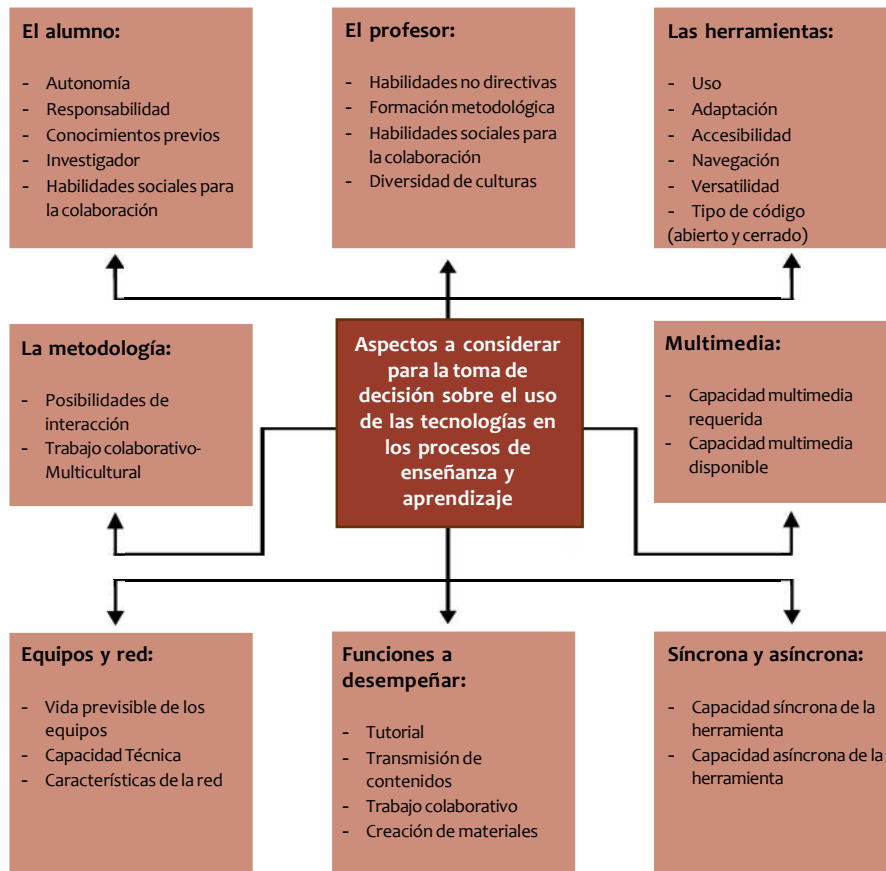 El alumno:
- Autonomía
- Responsabilidad
- Conocimientos previos
- Investigador
- Habilidades sociales para
la colaboración
El profesor:
- Habilidades no directivas
- Formación metodológica
- Habilidades sociales para
la colaboración
- Diversidad de culturas
Las herramientas:
- Uso
- Adaptación
- Accesibilidad
- Navegación
- Versatilidad
- Tipo de código
(abierto y cerrado)
La metodología:
- Posibilidades de
interacción
- Trabajo colaborativo-
Multicultural
Aspectos a considerar
para la toma de
decisión sobre el uso
de las tecnologías en
los procesos de
enseñanza y
aprendizaje
Multimedia:
- Capacidad multimedia
requerida
- Capacidad multimedia
disponible
Equipos y red:
- Vida previsible de los
equipos
- Capacidad Técnica
- Características de la red
Funciones a
desempeñar:
- Tutorial
- Transmisión de
contenidos
- Trabajo colaborativo
- Creación de materiales
Síncrona y asíncrona:
- Capacidad síncrona de la
herramienta
- Capacidad asíncrona de la
herramienta